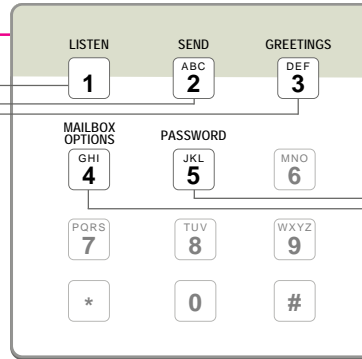 LISTEN SEND GREETINGS
1
ABC
2
DEF
3
MAILBOX
OPTIONS
PASSWORD
GHI
4
JKL
5
MNO
6
PQRS
7
TUV
8
WXYZ
9
*
0
#